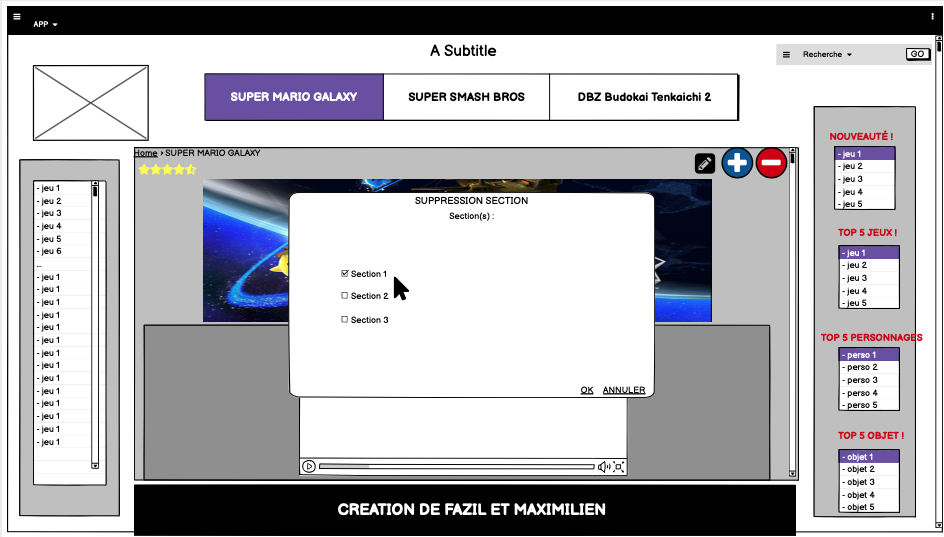 APP
A Subtitle
Recherche
GO
SUPER MARIO GALAXY
SUPER SMASH BROS
DBZ Budokai Tenkaichi 2
Home › SUPER MARIO GALAXY
- jeu 1
- jeu 2
- jeu 3
- jeu 4
- jeu 5
- jeu 6
...
- jeu 1
- jeu 1
- jeu 1
- jeu 1
- jeu 1
- jeu 1
- jeu 1
- jeu 1
- jeu 1
- jeu 1
- jeu 1
- jeu 1
- jeu 1
- jeu 1
SUPPRESSION SECTION
Section(s) :
Section 1
Section 2
Section 3
OK
ANNULER
NOUVEAUTÉ !
- jeu 1
- jeu 2
- jeu 3
- jeu 4
- jeu 5
TOP 5 JEUX !
- jeu 1
- jeu 2
- jeu 3
- jeu 4
- jeu 5
TOP 5 PERSONNAGES
- perso 1
- perso 2
- perso 3
- perso 4
- perso 5
TOP 5 OBJET !
- objet 1
- objet 2
- objet 3
- objet 4
- objet 5
CREATION DE FAZIL ET MAXIMILIEN